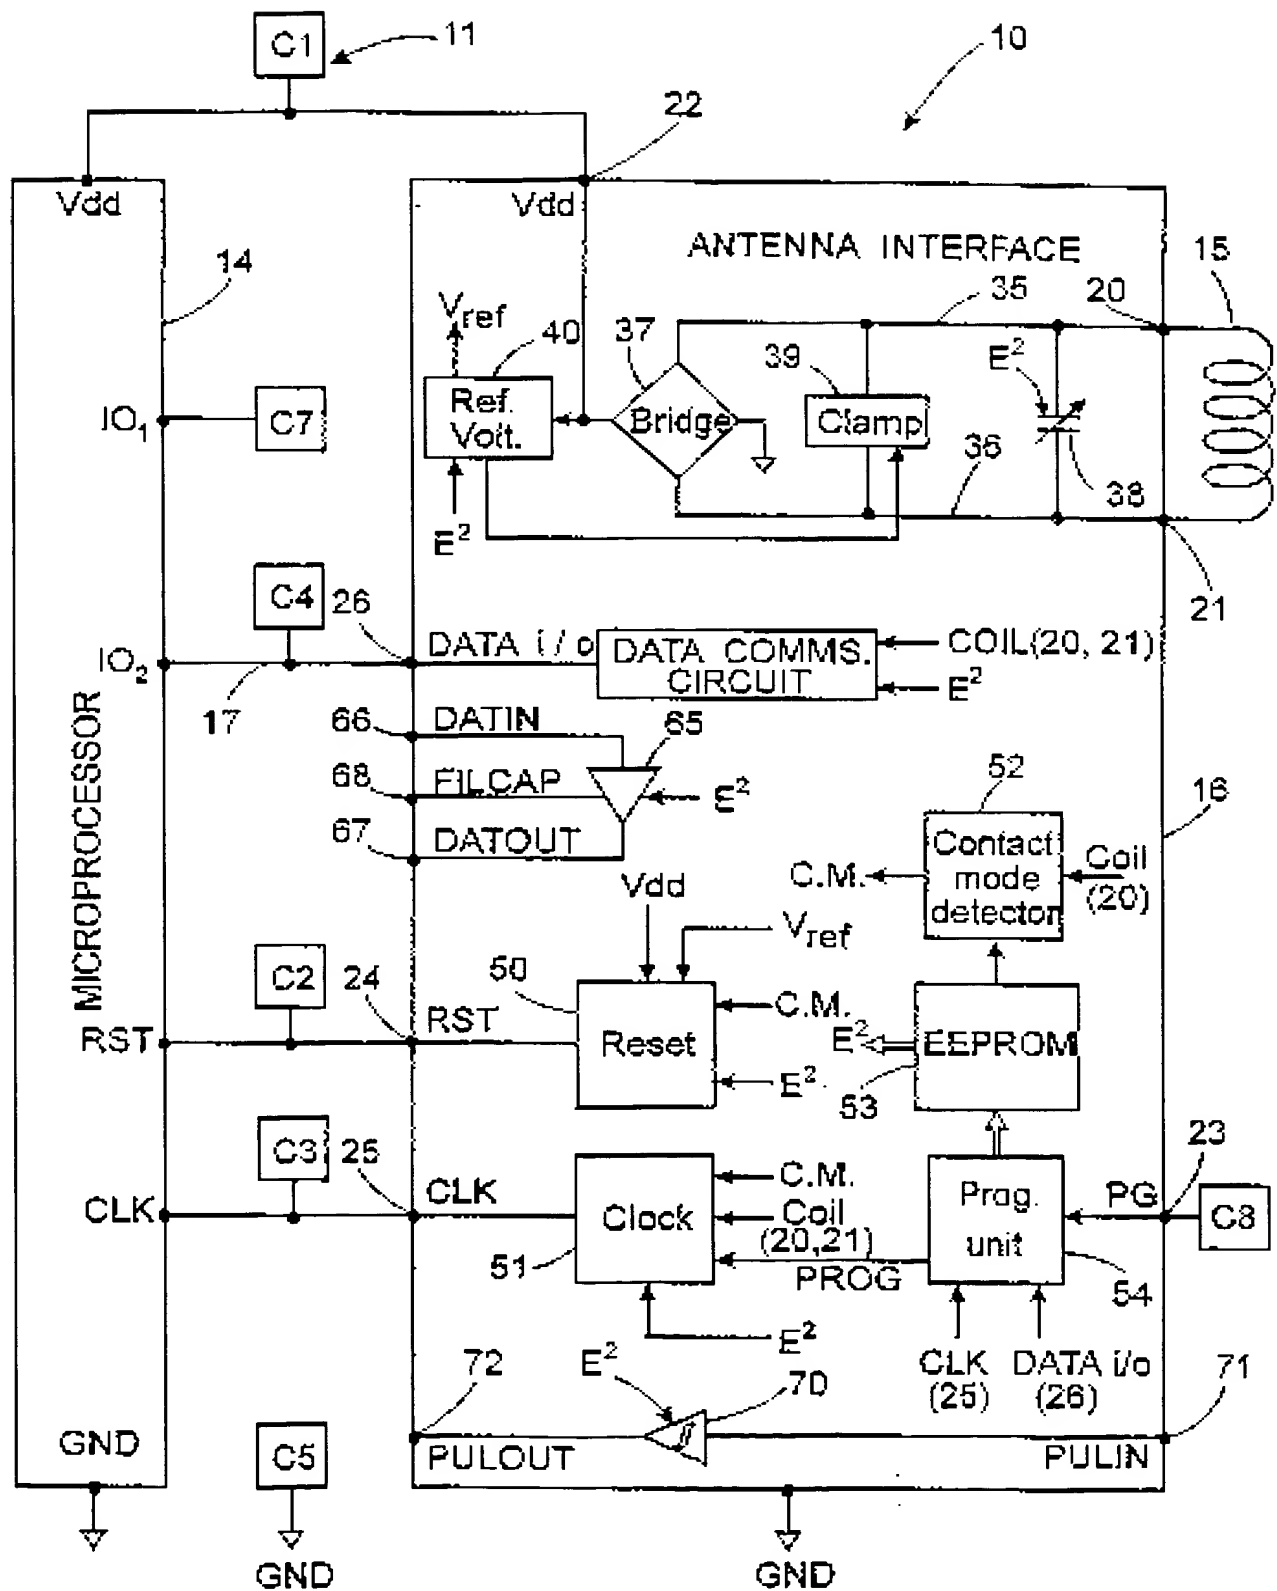 C1
11
10
22
Vdd
Vdd
ANTENNA INTERFACE
14
15
Vref
40
37
35
20
39
E²
Ref.
Voit.
Bridge
Clamp
IO1
C7
36
38
E²
21
C4
26
DATA i/o
DATA COMMS.
CIRCUIT
COIL(20, 21)
E²
IO2
17
MICROPROCESSOR
66
DATIN
65
68
FILCAP
E²
52
16
67
DATOUT
Contact
mode
detector
C.M.
Coil
(20)
Vdd
Vref
C2
24
50
RST
RST
Reset
C.M.
E²
E²
EEPROM
53
C3
25
CLK
CLK
Clock
51
C.M.
Coil
(20,21)
PROG
E²
Prog.
unit
PG
23
C8
54
CLK
(25)
DATA i/o
(26)
72
E²
70
71
PULOUT
PULIN
GND
C5
GND
GND